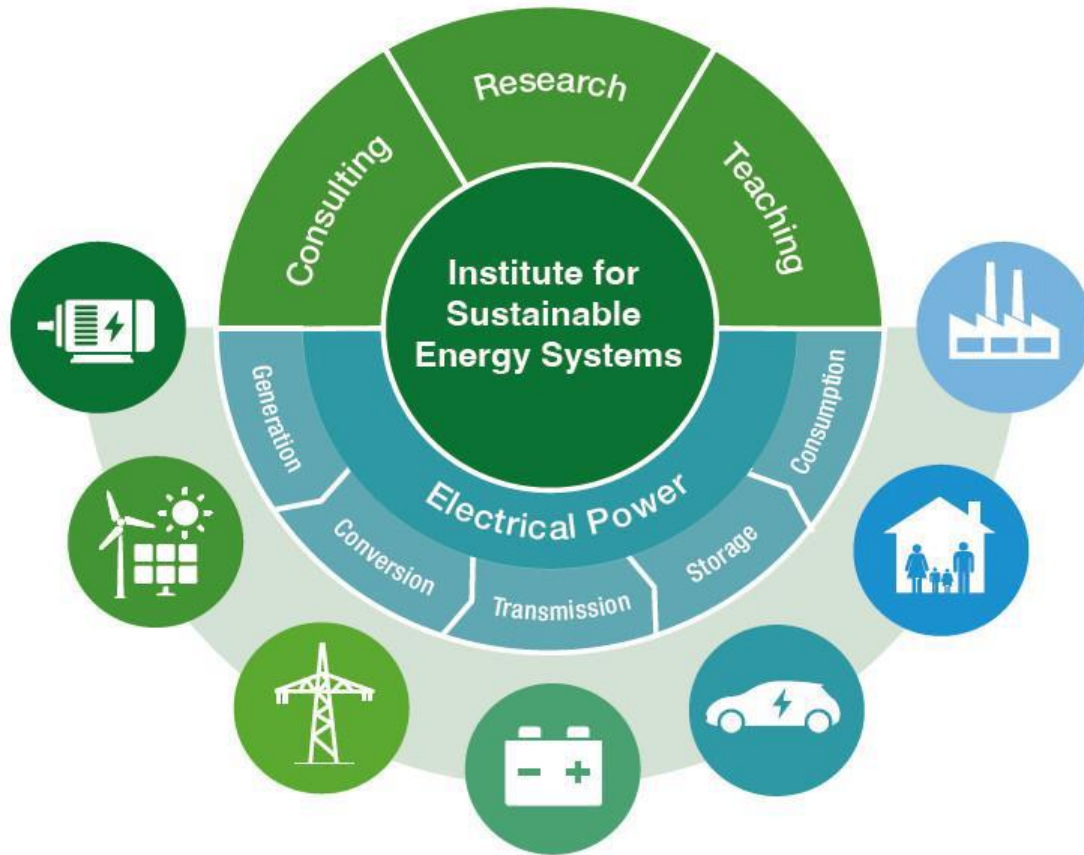 Research
Consulting
Teaching
Institute for
Sustainable
Energy Systems
Electrical Power
Generation
Conversion
Transmission
Storage
Consumption